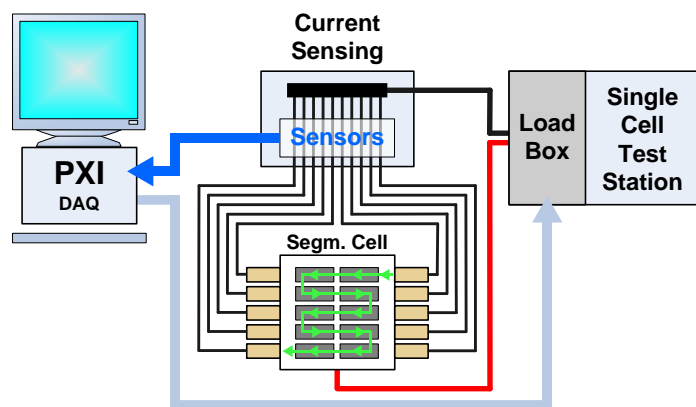 Current
Sensing
Sensors
PXI
DAQ
Load
Box
Single
Cell
Test
Station
Segm. Cell